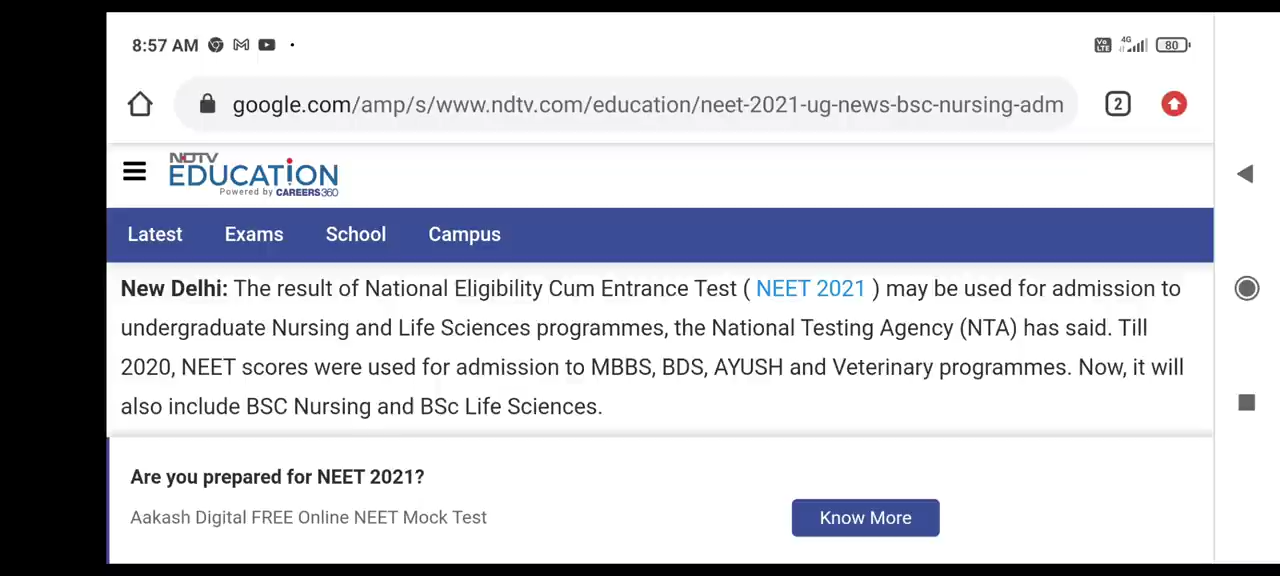 8:57 AM
Vo LTE 4G 80
google.com/amp/s/www.ndtv.com/education/neet-2021-ug-news-bsc-nursing-adm
2
NDTV
EDUCATION
Powered by CAREERS360
Latest Exams School Campus
New Delhi: The result of National Eligibility Cum Entrance Test ( NEET 2021 ) may be used for admission to
undergraduate Nursing and Life Sciences programmes, the National Testing Agency (NTA) has said. Till
2020, NEET scores were used for admission to MBBS, BDS, AYUSH and Veterinary programmes. Now, it will
also include BSC Nursing and BSc Life Sciences.
Are you prepared for NEET 2021?
Aakash Digital FREE Online NEET Mock Test
Know More